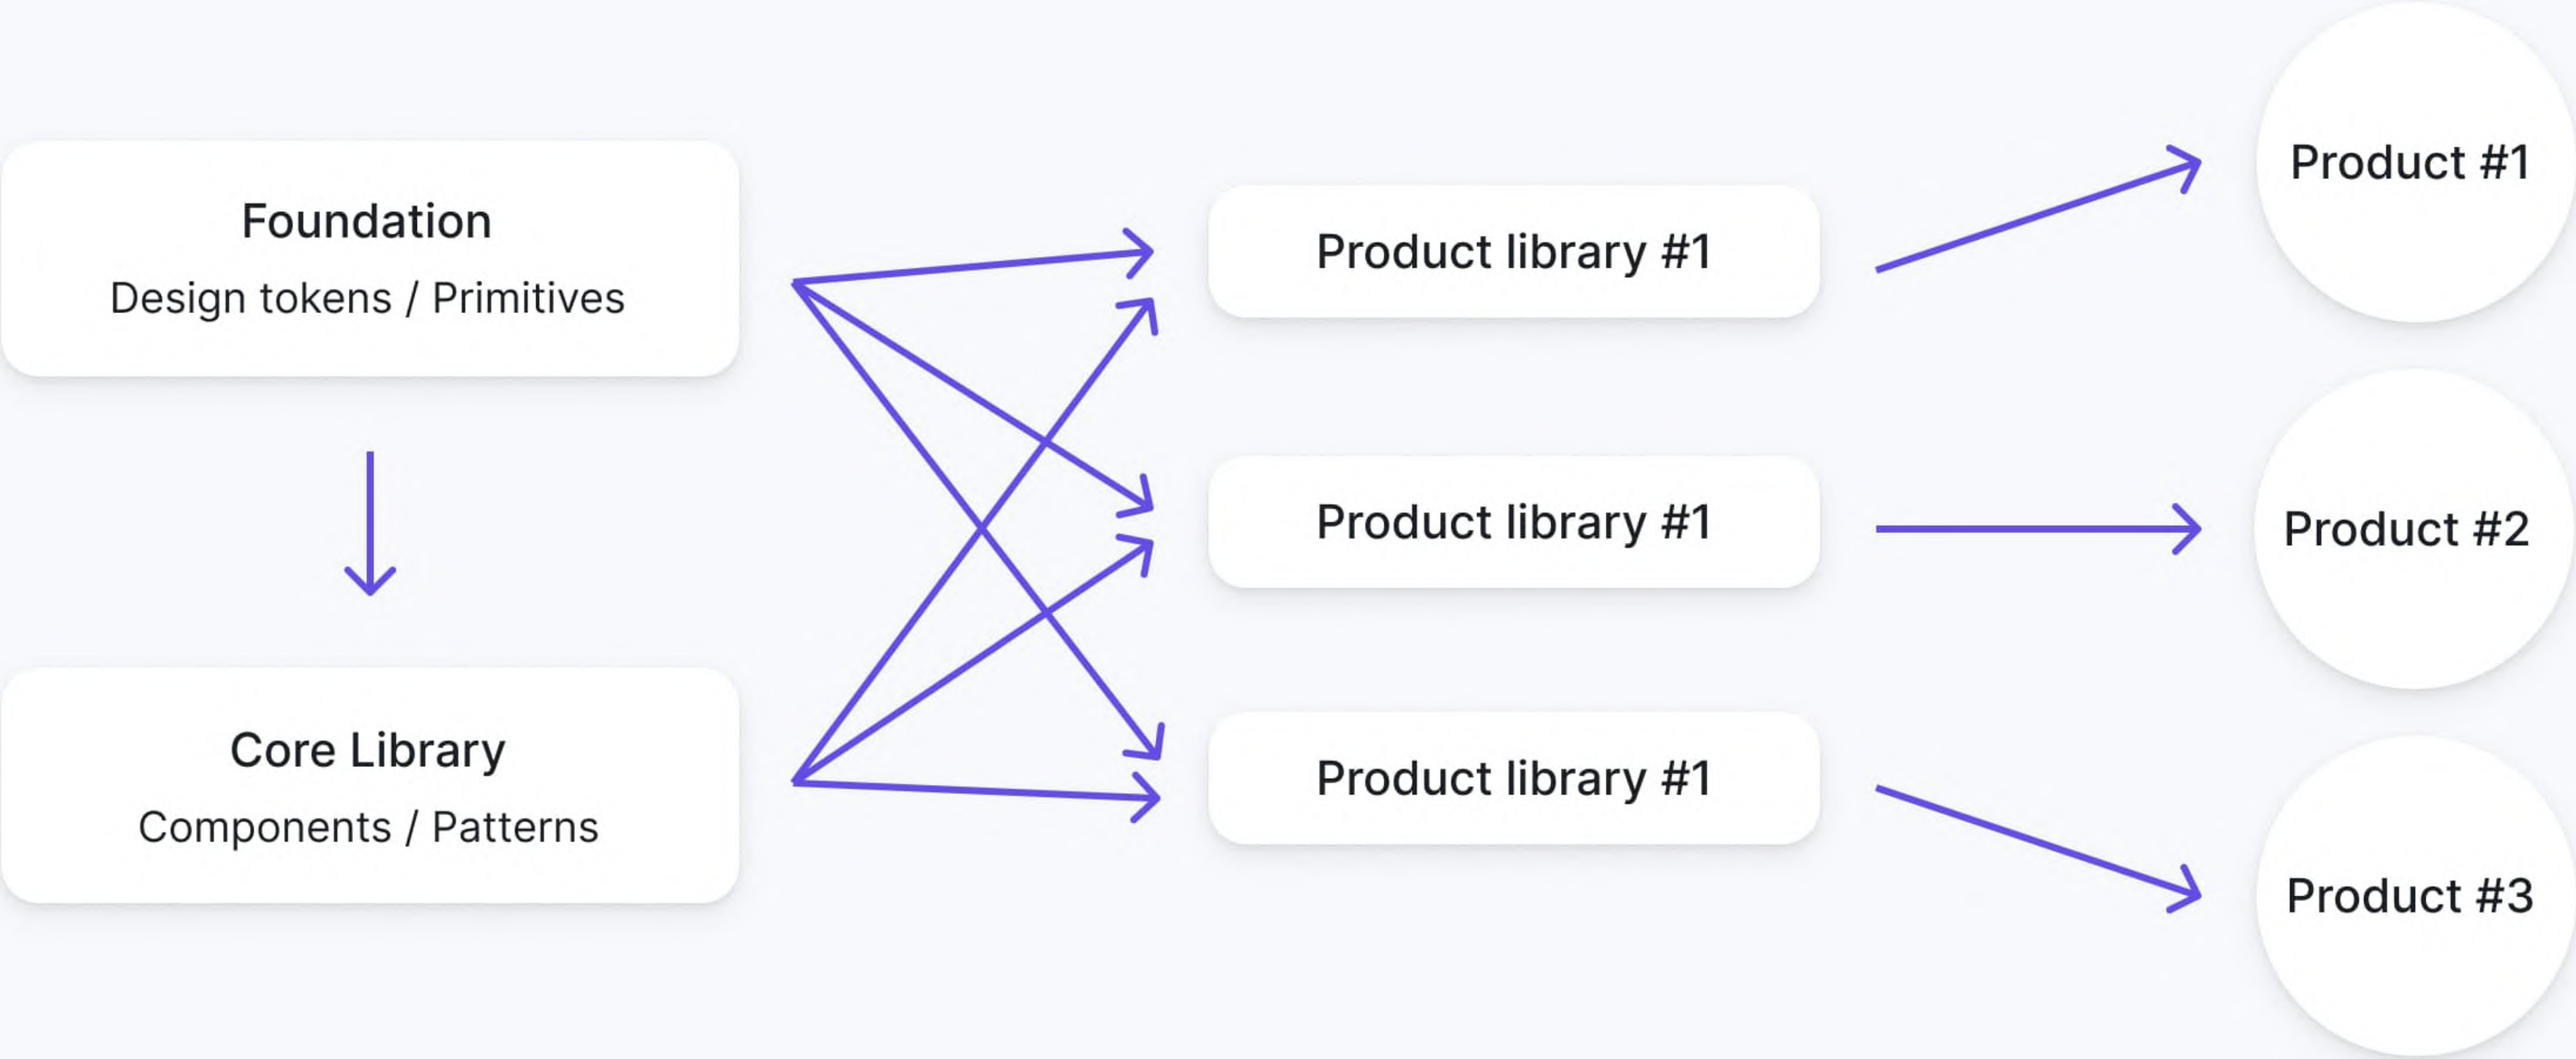 Foundation
Design tokens / Primitives
Core Library
Components / Patterns
Product library #1
Product library #1
Product library #1
Product #1
Product #2
Product #3